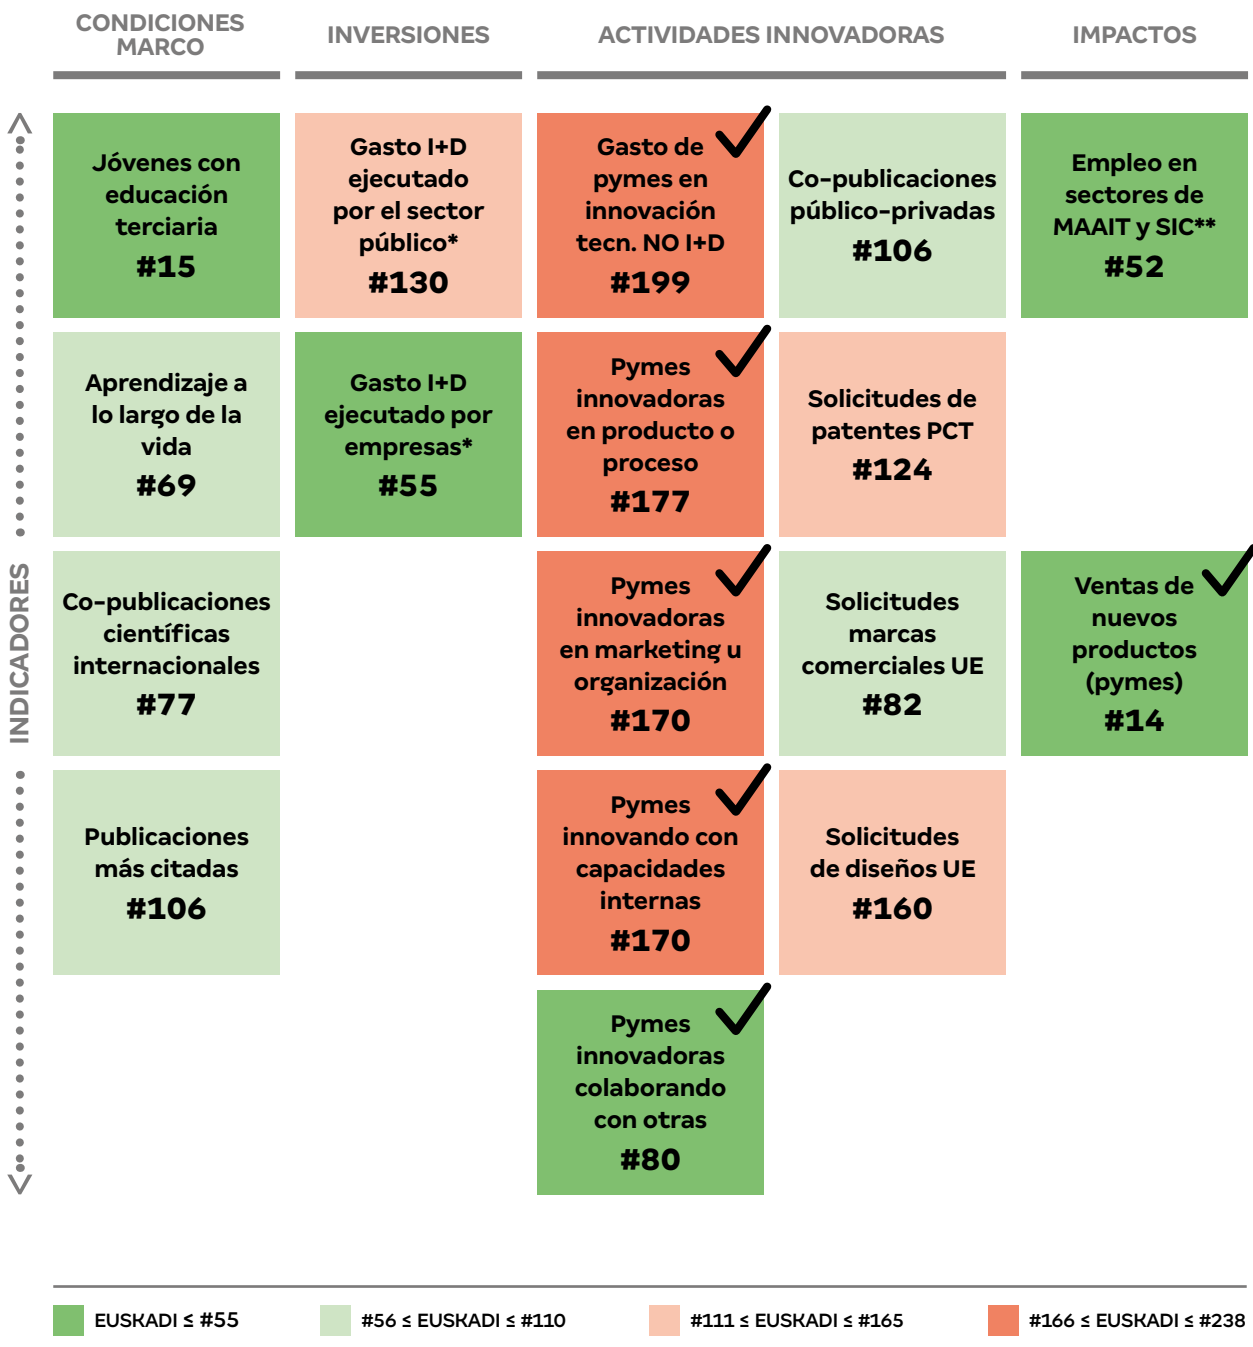 CONDICIONES
MARCO
INVERSIONES
ACTIVIDADES INNOVADORAS
IMPACTOS
INDICADORES
Jóvenes con
educación
terciaria
#15
Gasto I+D
ejecutado
por el sector
público*
#130
Gasto de
pymes en
innovación
tecn. NO I+D
#199
Co-publicaciones
público-privadas
#106
Empleo en
sectores de
MAAIT y SIC**
#52
Aprendizaje a
lo largo de la
vida
#69
Gasto I+D
ejecutado por
empresas*
#55
Pymes
innovadoras
en producto o
proceso
#177
Solicitudes de
patentes PCT
#124
Co-publicaciones
científicas
internacionales
#77
Pymes
innovadoras
en marketing u
organización
#170
Solicitudes
marcas
comerciales UE
#82
Ventas de
nuevos
productos
(pymes)
#14
Publicaciones
más citadas
#106
Pymes
innovando con
capacidades
internas
#170
Solicitudes
de diseños UE
#160
Pymes
innovadoras
colaborando
con otras
#80
EUSKADI ≤ #55
#56 ≤ EUSKADI ≤ #110
#111 ≤ EUSKADI ≤ #165
#166 ≤ EUSKADI ≤ #238